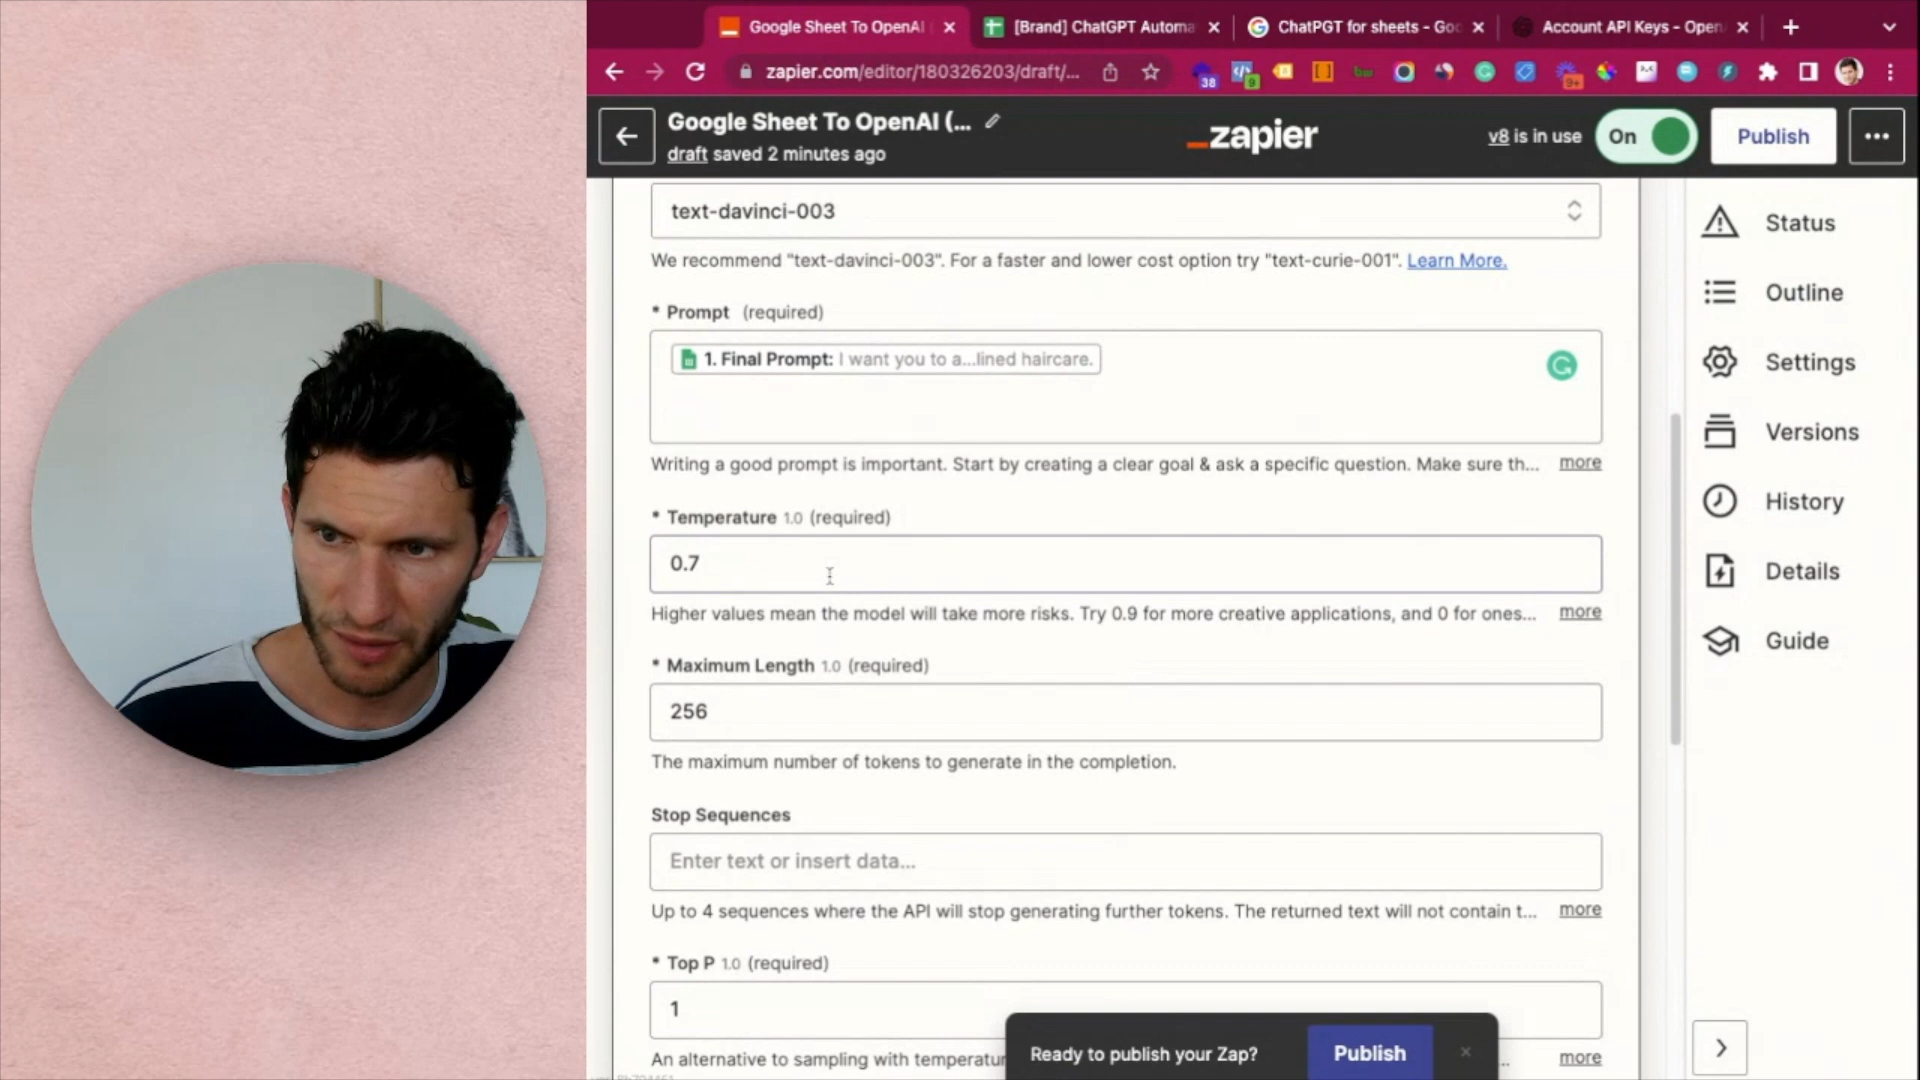 Google Sheet To OpenAI
[Brand] ChatGPT Automa
ChatPGT for sheets - Goo
Account API Keys - Open
zapier.com/editor/180326203/draft/...
38
9
9+
Google Sheet To OpenAI (...
draft saved 2 minutes ago
zapier
v8 is in use
On
Publish
text-davinci-003
We recommend "text-davinci-003". For a faster and lower cost option try "text-curie-001". Learn More.
* Prompt (required)
1. Final Prompt: I want you to a...lined haircare.
Writing a good prompt is important. Start by creating a clear goal & ask a specific question. Make sure th... more
* Temperature 1.0 (required)
0.7
Higher values mean the model will take more risks. Try 0.9 for more creative applications, and 0 for ones... more
* Maximum Length 1.0 (required)
256
The maximum number of tokens to generate in the completion.
Stop Sequences
Enter text or insert data...
Up to 4 sequences where the API will stop generating further tokens. The returned text will not contain t... more
* Top P 1.0 (required)
1
An alternative to sampling with temperatur
.. more
Ready to publish your Zap?
Publish
Status
Outline
Settings
Versions
History
Details
Guide